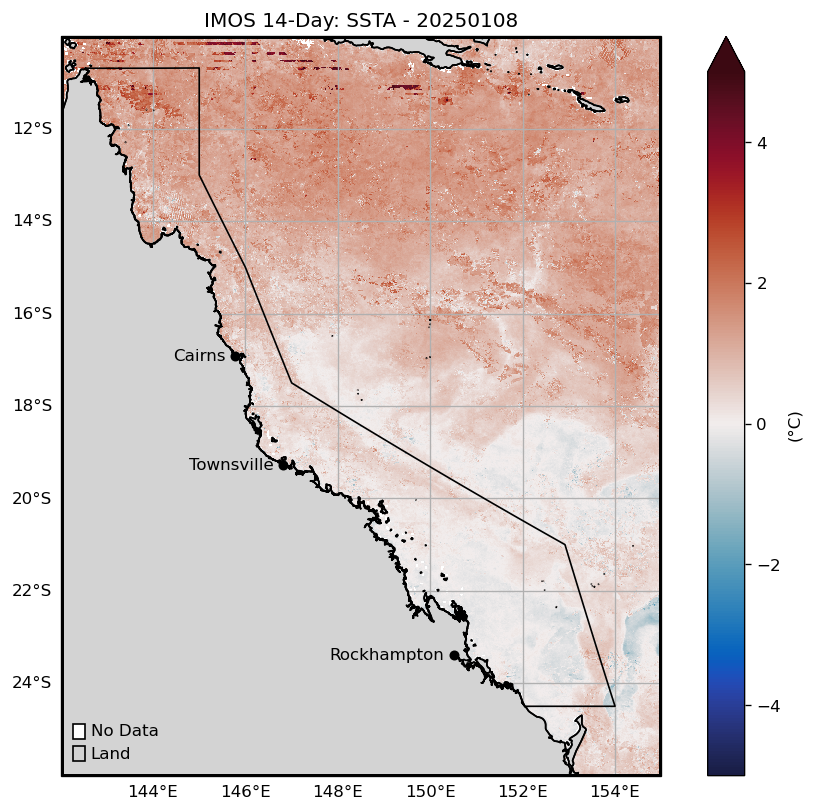 IMOS 14-Day: SSTA - 20250108
12°S
14°S
16°S
18°S
20°S
22°S
24°S
Cairns
Townsville
Rockhampton
No Data
Land
144°E 146°E 148°E 150°E 152°E 154°E
4
2
0
−2
−4
(°C)